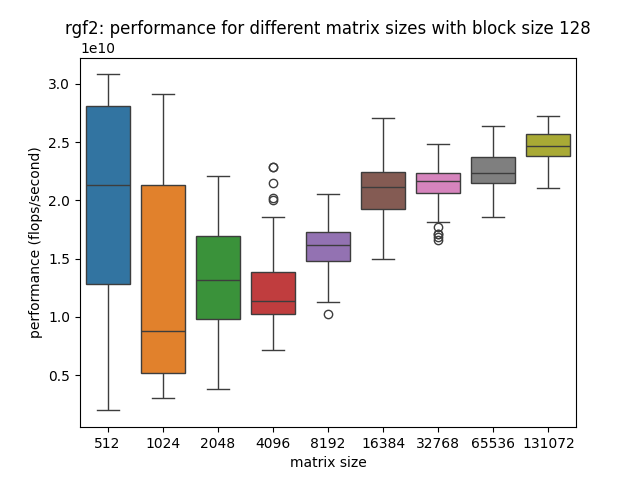 rgf2: performance for different matrix sizes with block size 128
1e10
3.0
2.5
2.0
1.5
1.0
0.5
performance (flops/second)
512 1024 2048 4096 8192 16384 32768 65536 131072
matrix size